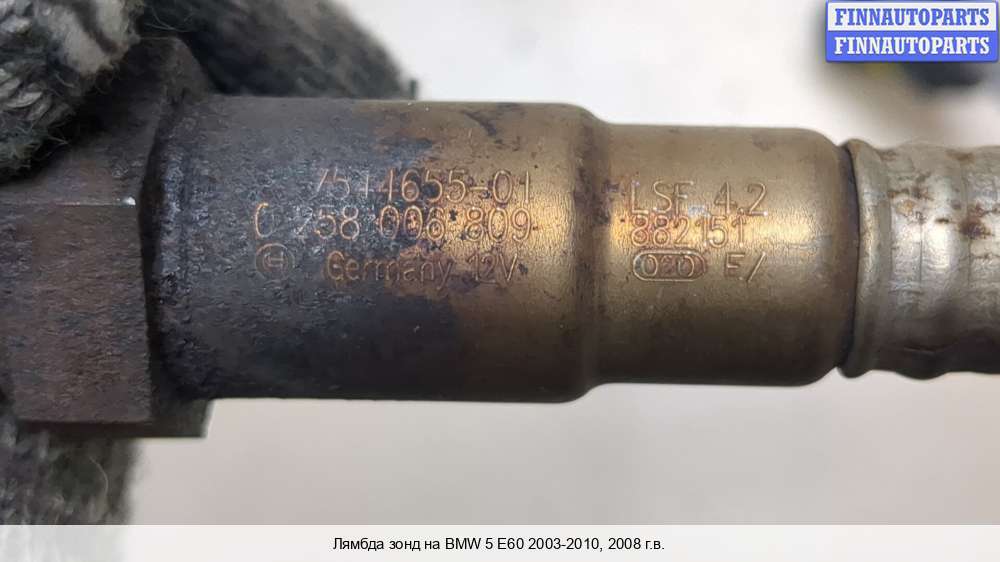 FINNAUTOPARTS
FINNAUTOPARTS
7544655-01
0 258 006 809
H Germany 12V
LSF 4.2
882151
020 E/
Лямбда зонд на BMW 5 E60 2003-2010, 2008 г.в.